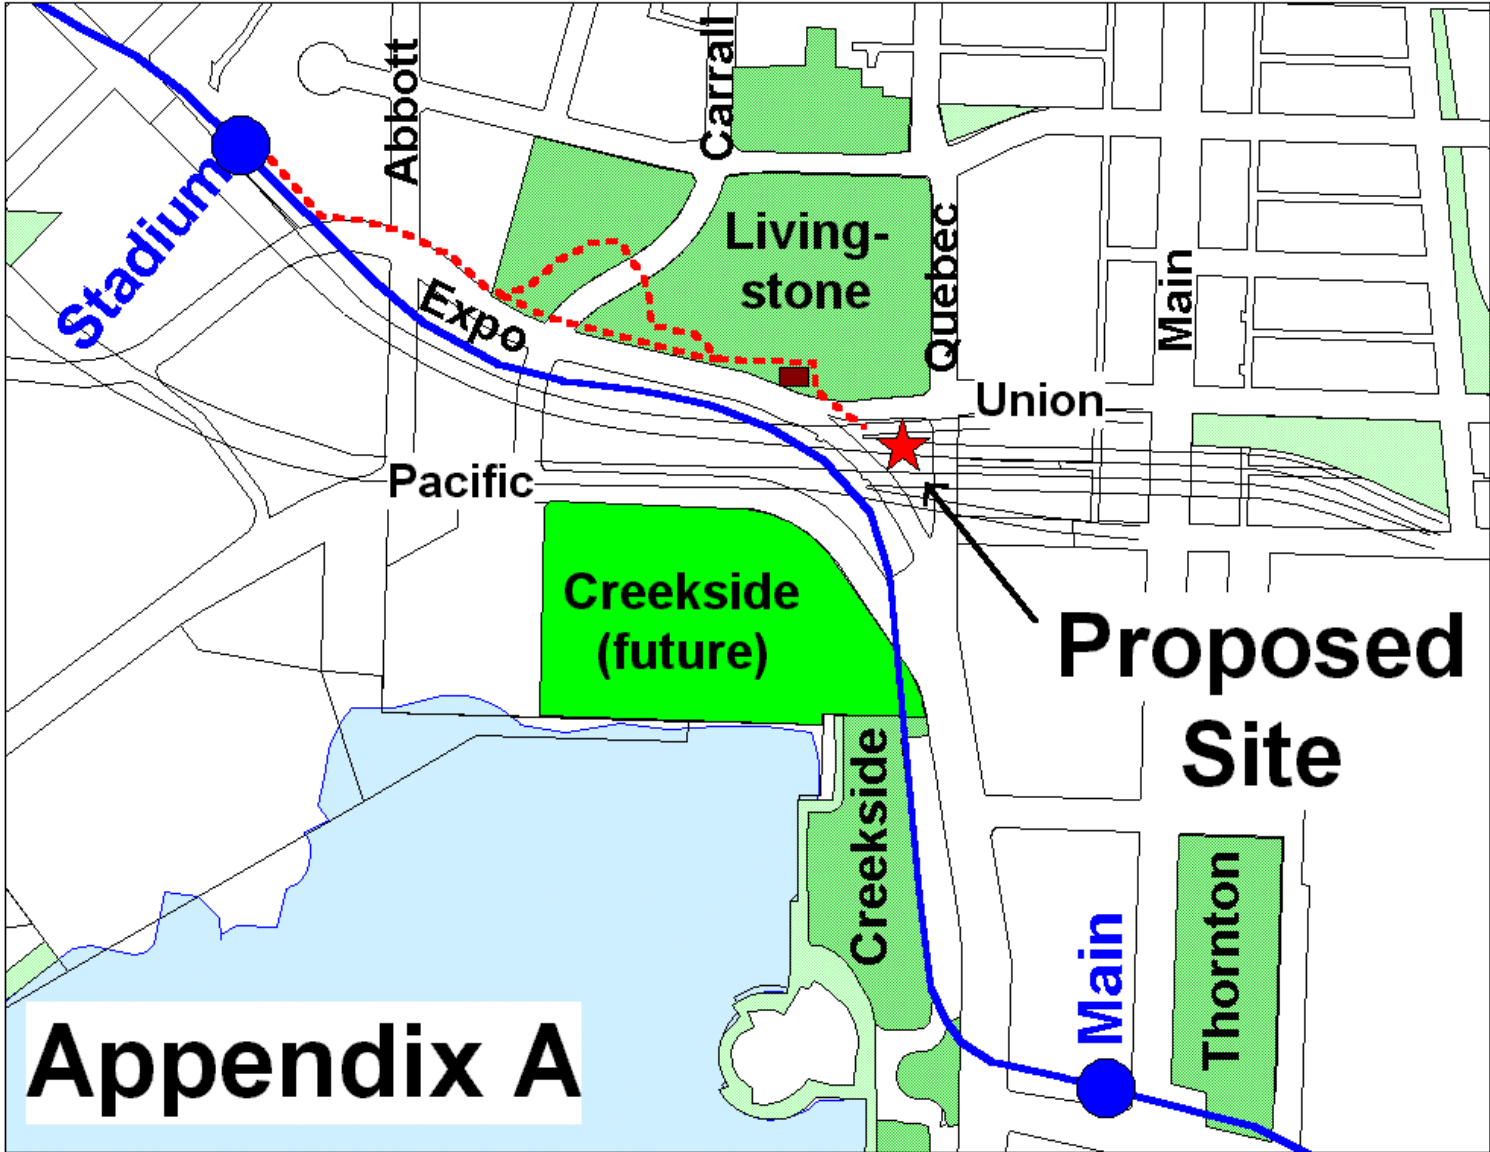 Abbott
Carrall
Stadium
Living-
stone
Quebec
Main
Expo
Union
Pacific
Creekside
(future)
Proposed
Site
Creekside
Main
Thornton
Appendix A